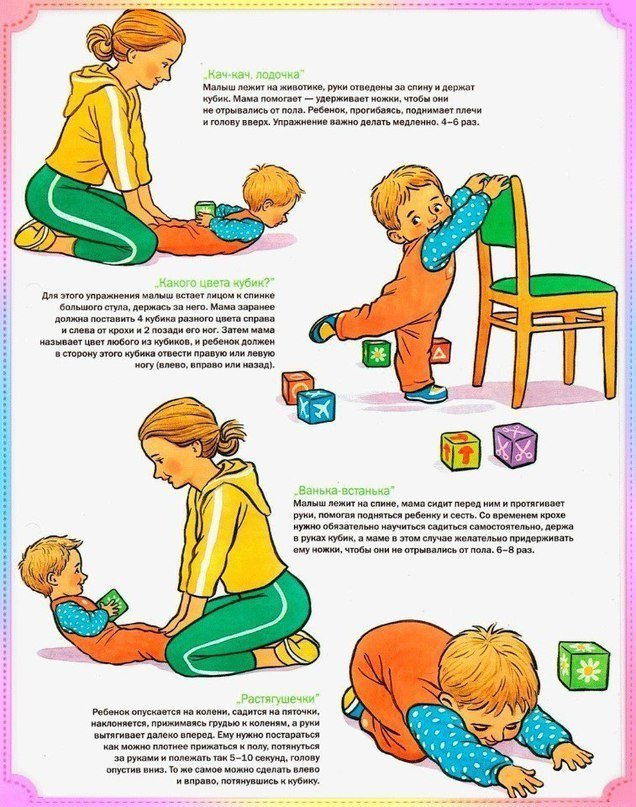 „Кач-кач, лодочка"
Малыш лежит на животике, руки отведены за спину и держат
кубик. Мама помогает — удерживает ножки, чтобы они
не отрывались от пола. Ребенок, прогибаясь, поднимает плечи
и голову вверх. Упражнение важно делать медленно. 4–6 раз.
„Какого цвета кубик?"
Для этого упражнения малыш встает лицом к спинке
большого стула, держась за него. Мама заранее
должна поставить 4 кубика разного цвета справа
и слева от крохи и 2 позади его ног. Затем мама
называет цвет любого из кубиков, и ребенок должен
в сторону этого кубика отвести правую или левую
ногу (влево, вправо или назад).
„Ванька-встанька"
Малыш лежит на спине, мама сидит перед ним и протягивает
руки, помогая подняться ребенку и сесть. Со временем крохе
нужно обязательно научиться садиться самостоятельно, держа
в руках кубик, а маме в этом случае желательно придерживать
ему ножки, чтобы они не отрывались от пола. 6–8 раз.
„Растягушечки"
Ребенок опускается на колени, садится на пяточки,
наклоняется, прижимаясь грудью к коленям, а руки
вытягивает далеко вперед. Ему нужно постараться
как можно плотнее прижаться к полу, потянуться
за руками и полежать так 5–10 секунд, голову
опустив вниз. То же самое можно сделать влево
и вправо, потянувшись к кубику.